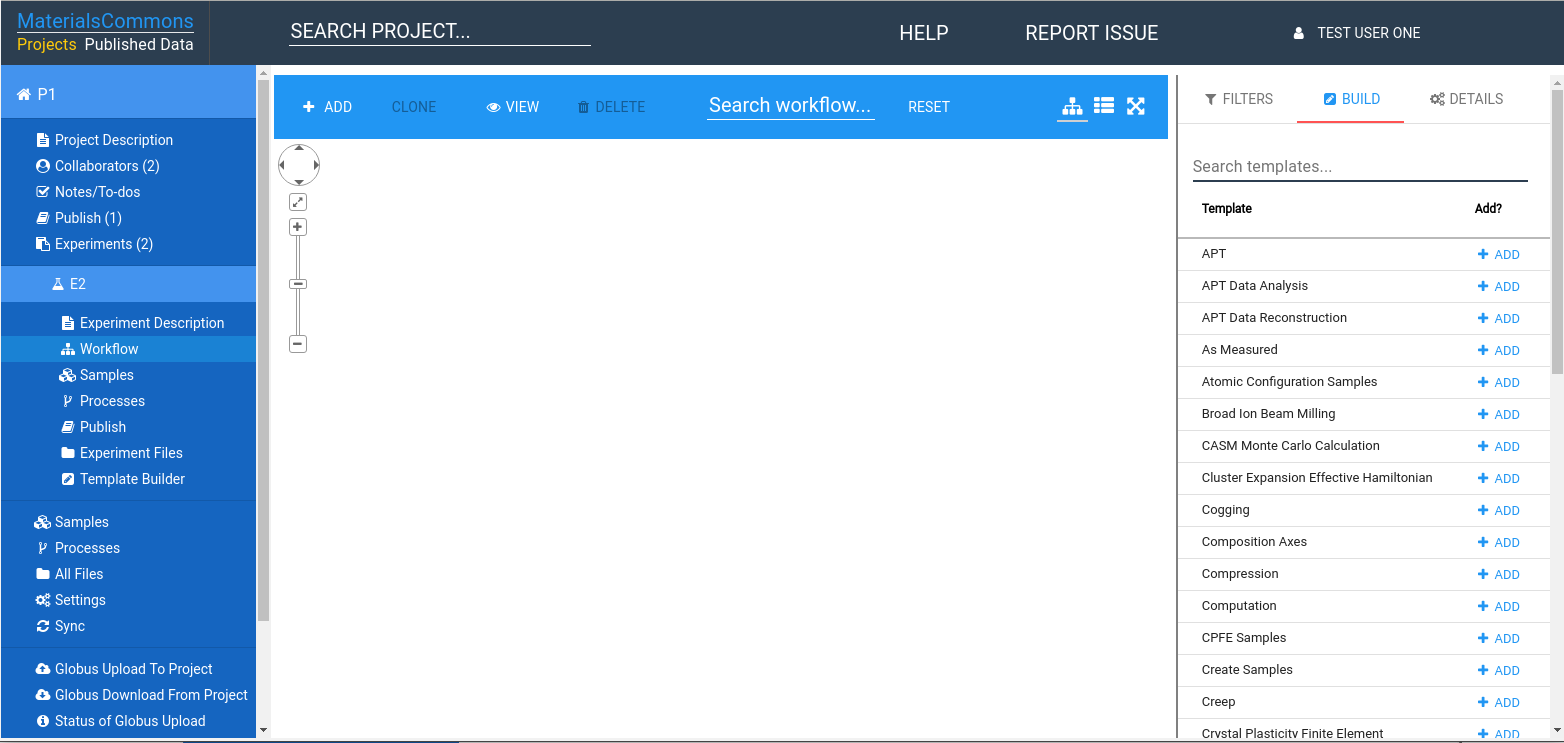 MaterialsCommons
Projects Published Data
SEARCH PROJECT...
HELP
REPORT ISSUE
TEST USER ONE
P1
Project Description
Collaborators (2)
Notes/To-dos
Publish (1)
Experiments (2)
E2
Experiment Description
Workflow
Samples
Processes
Publish
Experiment Files
Template Builder
Samples
Processes
All Files
Settings
Sync
Globus Upload To Project
Globus Download From Project
Status of Globus Upload
ADD
CLONE
VIEW
DELETE
Search workflow...
RESET
FILTERS
BUILD
DETAILS
Search templates...
Template Add?
APT ADD
APT Data Analysis ADD
APT Data Reconstruction ADD
As Measured ADD
Atomic Configuration Samples ADD
Broad Ion Beam Milling ADD
CASM Monte Carlo Calculation ADD
Cluster Expansion Effective Hamiltonian ADD
Cogging ADD
Composition Axes ADD
Compression ADD
Computation ADD
CPFE Samples ADD
Create Samples ADD
Creep ADD
Crystal Plasticity Finite Element ADD